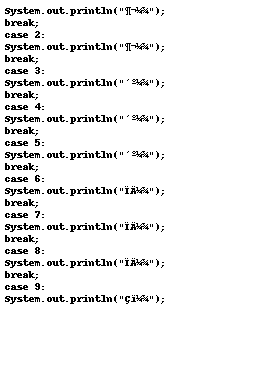 System.out.println("¶¬¼¾");
break;
case 2:
System.out.println("¶¬¼¾");
break;
case 3:
System.out.println("´º¼¾");
break;
case 4:
System.out.println("´º¼¾");
break;
case 5:
System.out.println("´º¼¾");
break;
case 6:
System.out.println("ÏÄ¼¾");
break;
case 7:
System.out.println("ÏÄ¼¾");
break;
case 8:
System.out.println("ÏÄ¼¾");
break;
case 9:
System.out.println("Çï¼¾");